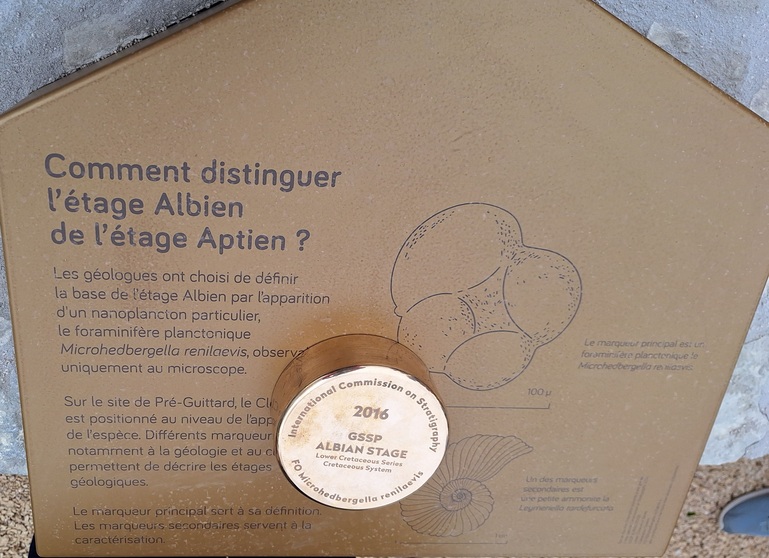 Comment distinguer
l'étage Albien
de l'étage Aptien ?
Les géologues ont choisi de définir
la base de l'étage Albien par l'apparition
d'un nanoplancton particulier,
le foraminifère planctonique
Microhedbergella renilaevis, observa
uniquement au microscope.
Sur le site de Pré-Guittard, le Cl
est positionné au niveau de l'app
de l'espèce. Différents marqueur
notamment à la géologie et au
permettent de décrire les étages
géologiques.
Le marqueur principal sert à sa définition.
Les marqueurs secondaires servent à la
caractérisation.
International Commission on Stratigraphy
2016
GSSP
ALBIAN STAGE
Lower Cretaceous Series
Cretaceous System
FO Microhedbergella renilaevis
Le marqueur principal est un
foraminifère planctonique le
Microhedbergella renilaevis.
100 µ
Un des marqueurs
secondaires est
une petite ammonite la
Leymeriella tardefurcata